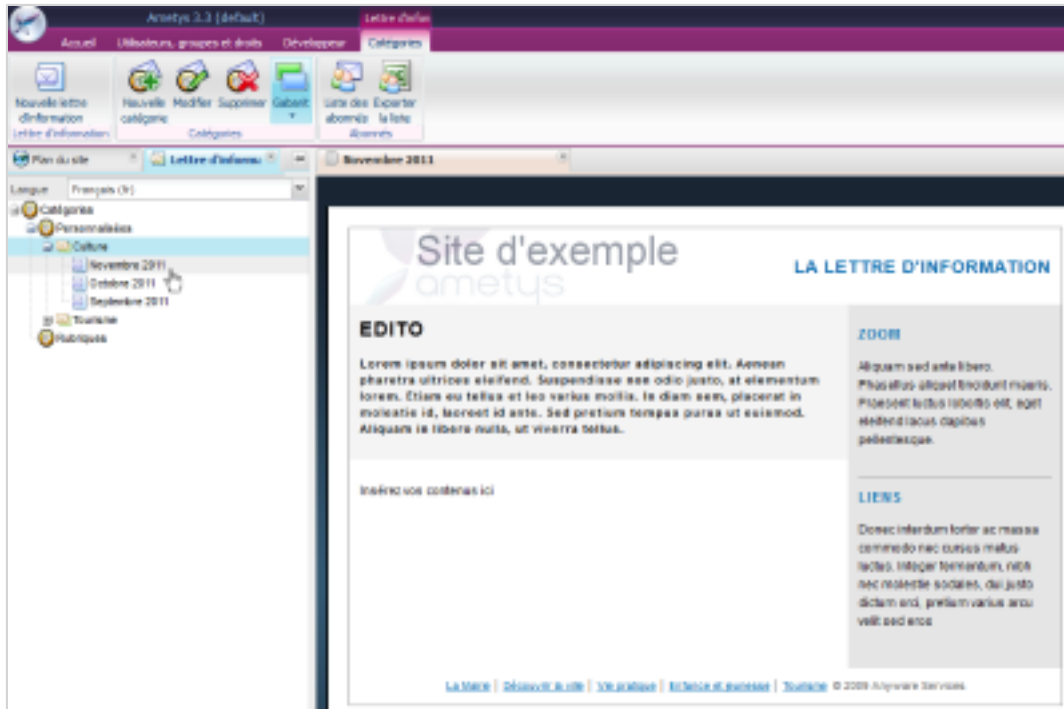 Ametys 3.3 (default)
Lettre d'infor
Accueil Utilisateurs, groupes et droits Développeur Catégories
Nouvelle lettre
d'information
Nouvelle
catégorie
Modifier
Supprimer
Gabarit
Liste des
abonnés
Exporter
la liste
Lettre d'information
Catégories
Abonnés
Plan du site
Lettre d'informa
Novembre 2011
Langue Français (fr)
Catégories
Personnalisées
Culture
Novembre 2011
Octobre 2011
Septembre 2011
Tourisme
Rubriques
Site d'exemple
ametys
LA LETTRE D'INFORMATION
EDITO
Lorem ipsum dolor sit amet, consectetur adipiscing elit. Aenean
pharetra ultrices eleifend. Suspendisse non odio justo, at elementum
lorem. Etiam eu tellus et leo varius mollis. In diam sem, placerat in
molestie id, laoreet id ante. Sed pretium tempus purus ut euismod.
Aliquam in libero nulla, ut viverra tellus.
Insérez vos contenus ici
ZOOM
Aliquam sed ante libero.
Phasellus aliquet tincidunt mauris.
Praesent luctus lobortis elit, eget
eleifend lacus dapibus
pellentesque.
LIENS
Donec interdum tortor ac massa
commodo nec cursus metus
luctus. Integer fermentum, nibh
nec molestie sodales, dui justo
dictum orci, pretium varius arcu
velit sed eros
La Mairie | Découvrir la ville | Vie pratique | Enfance et jeunesse | Tourisme © 2009 Anyware Services